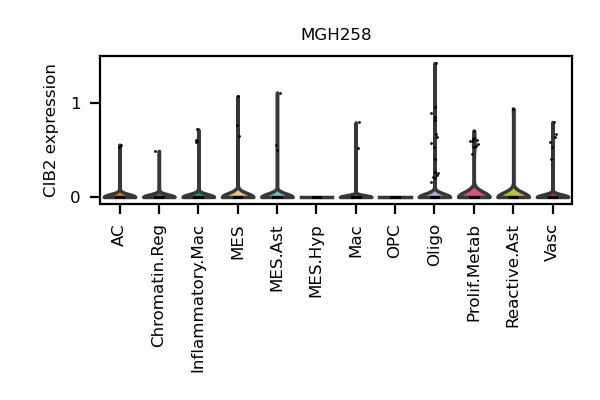 MGH258
CIB2 expression
1
0
AC
Chromatin.Reg
Inflammatory.Mac
MES
MES.Ast
MES.Hyp
Mac
OPC
Oligo
Prolif.Metab
Reactive.Ast
Vasc